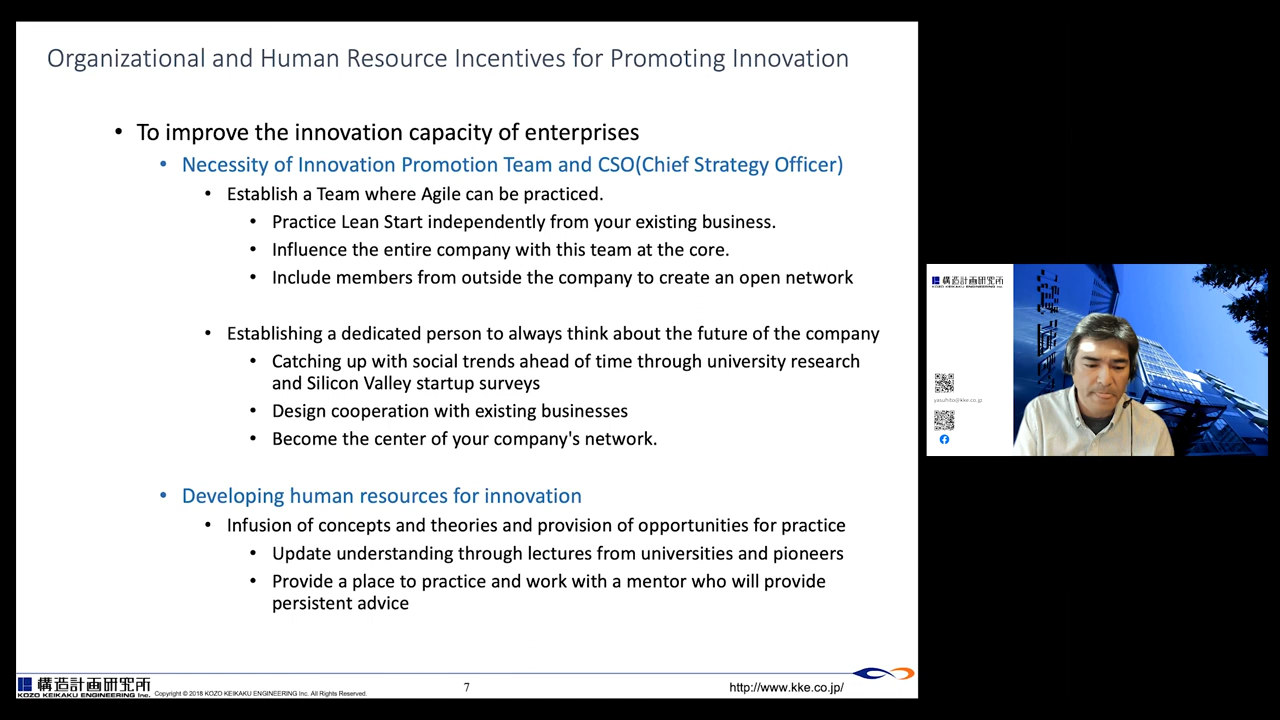 Organizational and Human Resource Incentives for Promoting Innovation
• To improve the innovation capacity of enterprises
• Necessity of Innovation Promotion Team and CSO(Chief Strategy Officer)
• Establish a Team where Agile can be practiced.
• Practice Lean Start independently from your existing business.
• Influence the entire company with this team at the core.
• Include members from outside the company to create an open network
• Establishing a dedicated person to always think about the future of the company
• Catching up with social trends ahead of time through university research
and Silicon Valley startup surveys
• Design cooperation with existing businesses
• Become the center of your company's network.
• Developing human resources for innovation
• Infusion of concepts and theories and provision of opportunities for practice
• Update understanding through lectures from universities and pioneers
• Provide a place to practice and work with a mentor who will provide
persistent advice
構造計画研究所
KOZO KEIKAKU ENGINEERING Inc.
Copyright © 2018 KOZO KEIKAKU ENGINEERING Inc. All Rights Reserved.
7
http://www.kke.co.jp/
構造計画研究所
KOZO KEIKAKU ENGINEERING Inc.
yasuhito@kke.co.jp